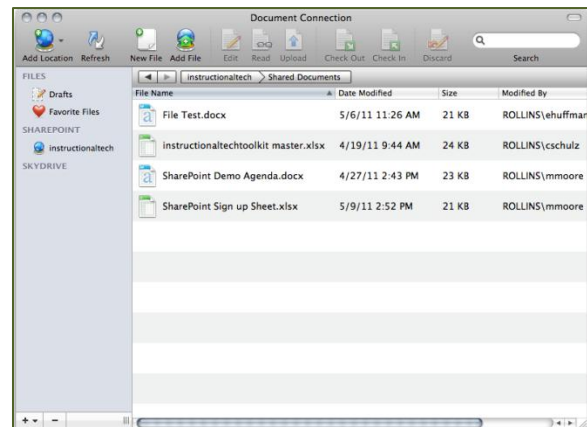 Document Connection
Add Location Refresh New File Add File Edit Read Upload Check Out Check In Discard Search
FILES
Drafts
Favorite Files
SHAREPOINT
instructionaltech
SKYDRIVE
instructionaltech Shared Documents
File Name Date Modified Size Modified By
File Test.docx 5/6/11 11:26 AM 21 KB ROLLINS\ehuffmar
instructionaltechtoolkit master.xlsx 4/19/11 9:44 AM 24 KB ROLLINS\cschulz
SharePoint Demo Agenda.docx 4/27/11 2:43 PM 23 KB ROLLINS\mmoore
SharePoint Sign up Sheet.xlsx 5/9/11 2:52 PM 21 KB ROLLINS\mmoore